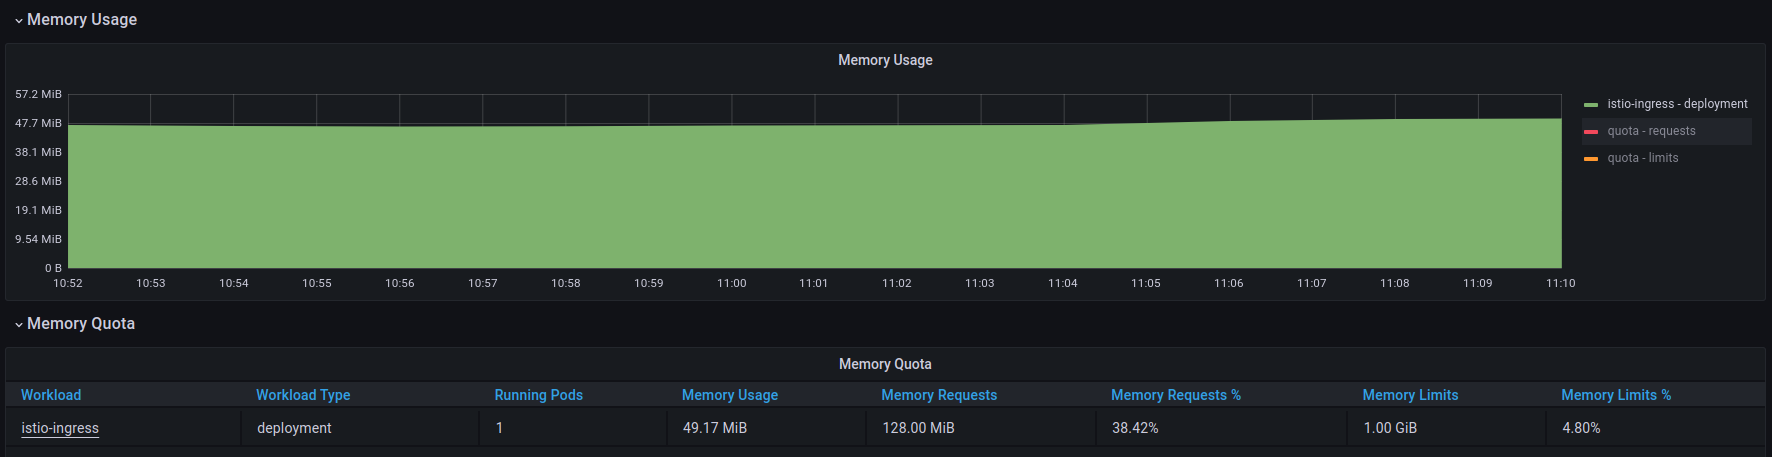 Memory Usage
Memory Usage
57.2 MiB
47.7 MiB
38.1 MiB
28.6 MiB
19.1 MiB
9.54 MiB
0 B
10:52 10:53 10:54 10:55 10:56 10:57 10:58 10:59 11:00 11:01 11:02 11:03 11:04 11:05 11:06 11:07 11:08 11:09 11:10
istio-ingress - deployment
quota - requests
quota - limits
Memory Quota
Memory Quota
Workload Workload Type Running Pods Memory Usage Memory Requests Memory Requests % Memory Limits Memory Limits %
istio-ingress deployment 1 49.17 MiB 128.00 MiB 38.42% 1.00 GiB 4.80%